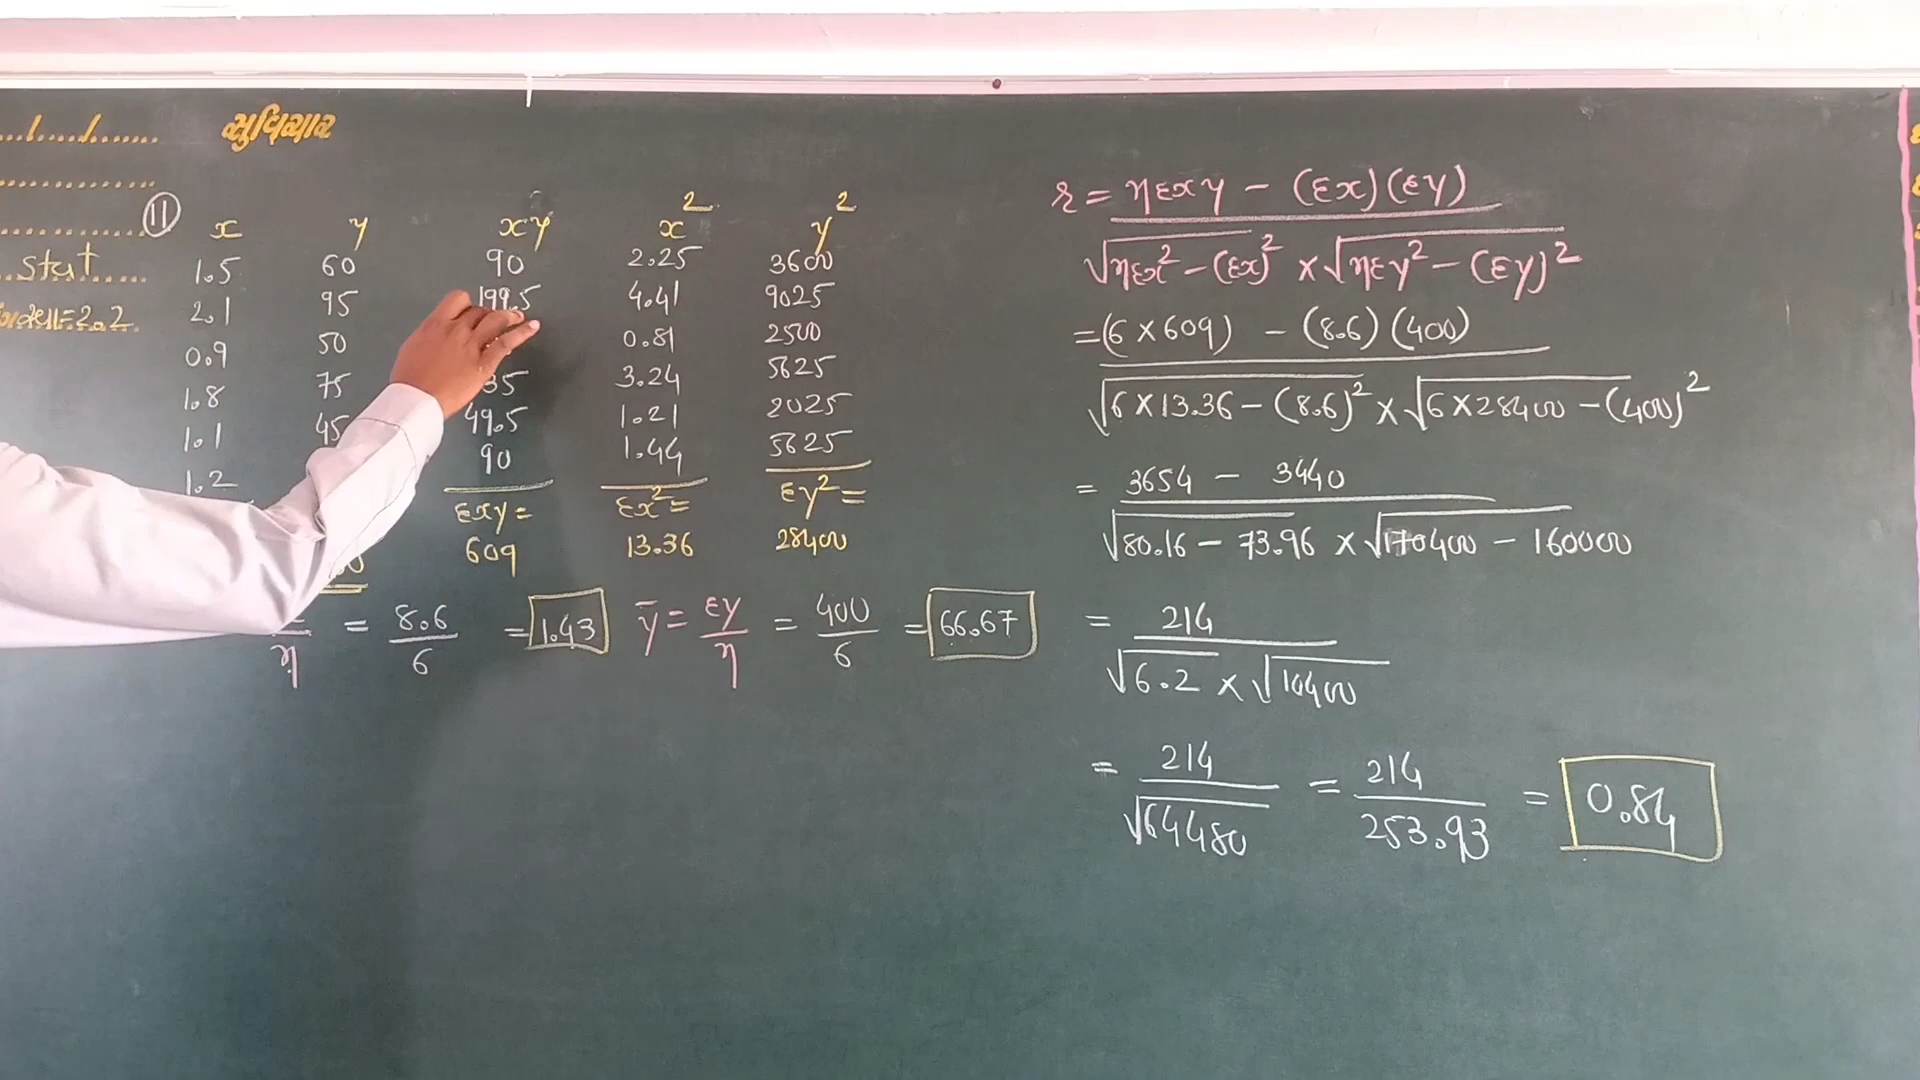 સુવિચાર
⑪ x y xy x² y²
stat
2.2
1.5 60 90 2.25 3600
2.1 95 199.5 4.41 9025
0.9 50 0.81 2500
1.8 75 35 3.24 5625
1.1 45 49.5 1.21 2025
1.2 90 1.44 5625
Σxy = Σx² = Σy² =
609 13.36 28400
n = 8.6 / 6 = 1.43 ȳ = Σy / n = 400 / 6 = 66.67
r = nΣxy - (Σx)(Σy)
√nΣx² - (Σx)² × √nΣy² - (Σy)²
= (6 × 609) - (8.6) (400)
√6 × 13.36 - (8.6)² × √6 × 28400 - (400)²
= 3654 - 3440
√80.16 - 73.96 × √170400 - 160000
= 214
√6.2 × √10400
= 214 / √64480 = 214 / 253.93 = 0.84